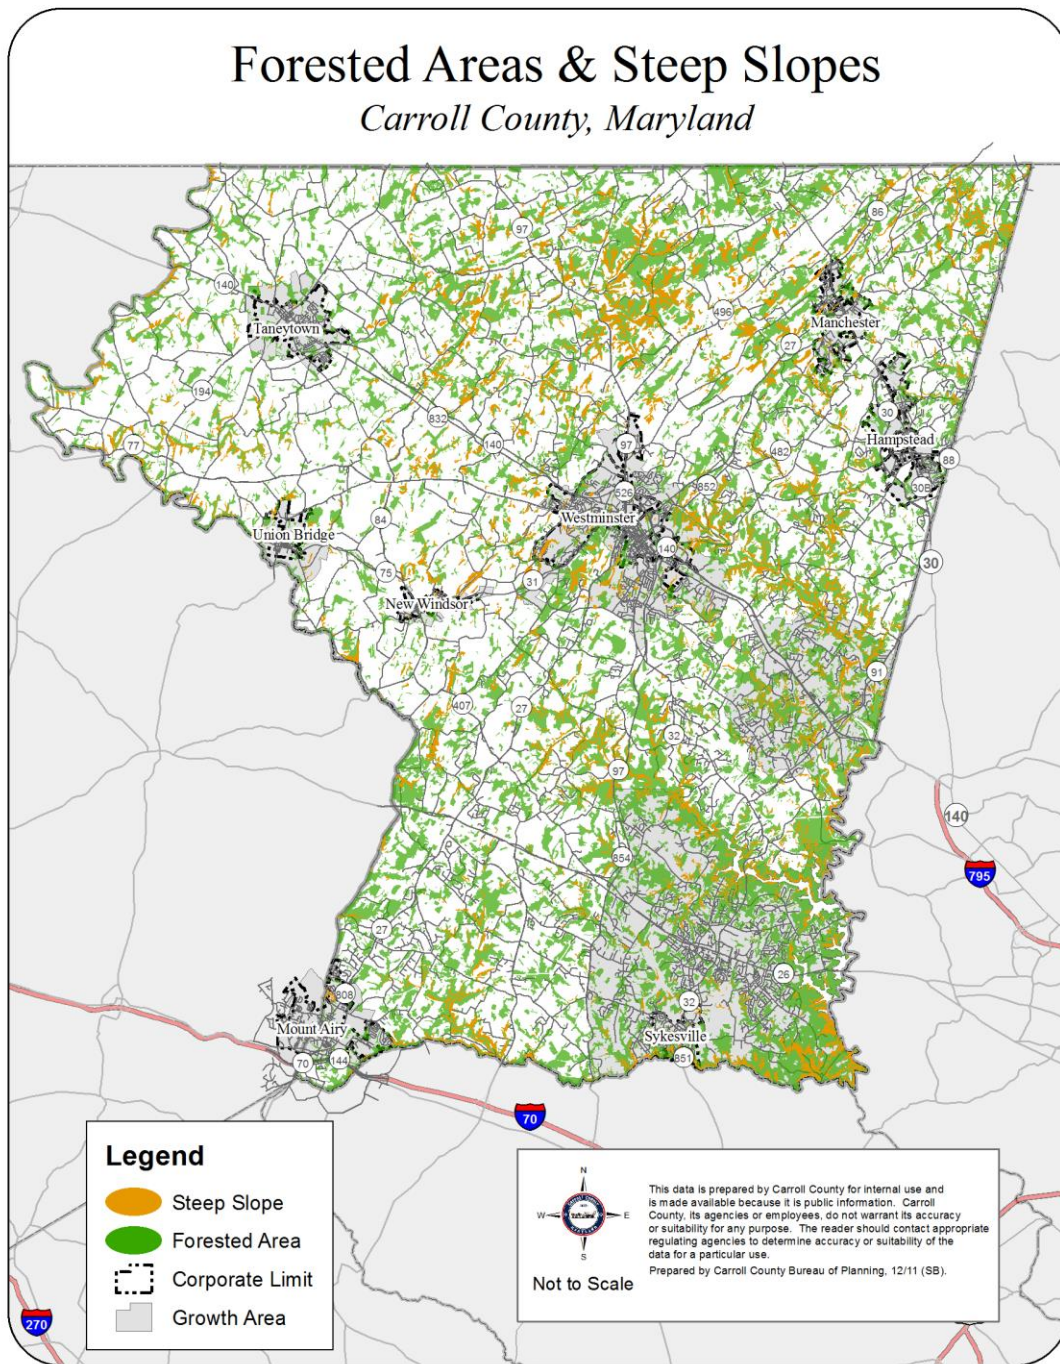 Forested Areas & Steep Slopes
Carroll County, Maryland
97
86
140
Taneytown
496
Manchester
27
194
30
832
Hampstead
77
140
97
482
88
526
852
30B
Westminster
84
Union Bridge
140
30
75
31
New Windsor
91
407
27
32
97
140
854
795
27
26
808
32
Mount Airy
Sykesville
70
144
851
70
Legend
Steep Slope
Forested Area
Corporate Limit
Growth Area
270
N
W
E
S
Not to Scale
This data is prepared by Carroll County for internal use and
is made available because it is public information. Carroll
County, its agencies or employees, do not warrant its accuracy
or suitability for any purpose. The reader should contact appropriate
regulating agencies to determine accuracy or suitability of the
data for a particular use.
Prepared by Carroll County Bureau of Planning, 12/11 (SB).